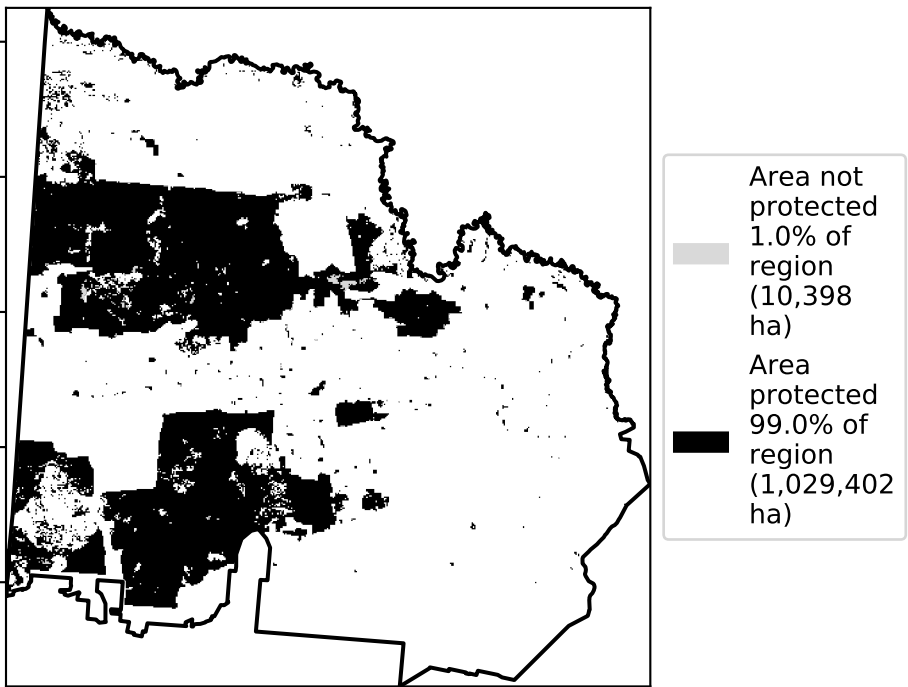 Area not
protected
1.0% of
region
(10,398
ha)
Area
protected
99.0% of
region
(1,029,402
ha)